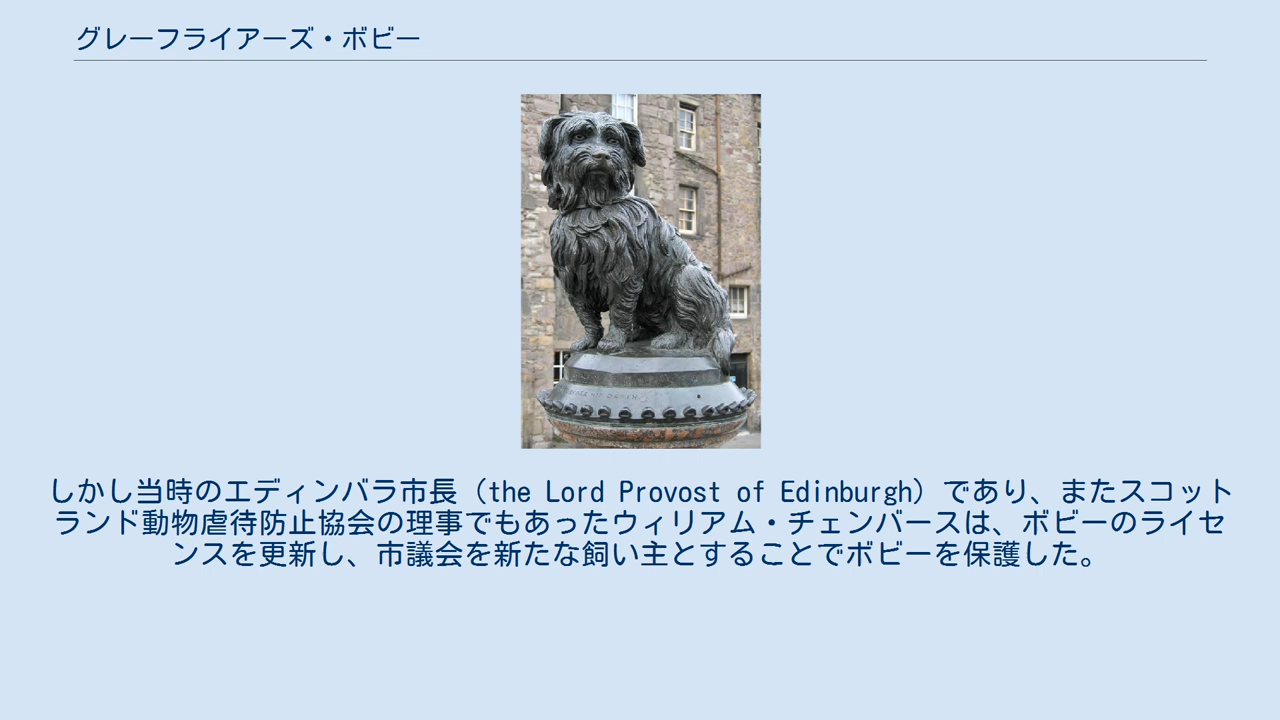 グレーフライアーズ・ボビー
しかし当時のエディンバラ市長（the Lord Provost of Edinburgh）であり、またスコット
ランド動物虐待防止協会の理事でもあったウィリアム・チェンバースは、ボビーのライセ
ンスを更新し、市議会を新たな飼い主とすることでボビーを保護した。